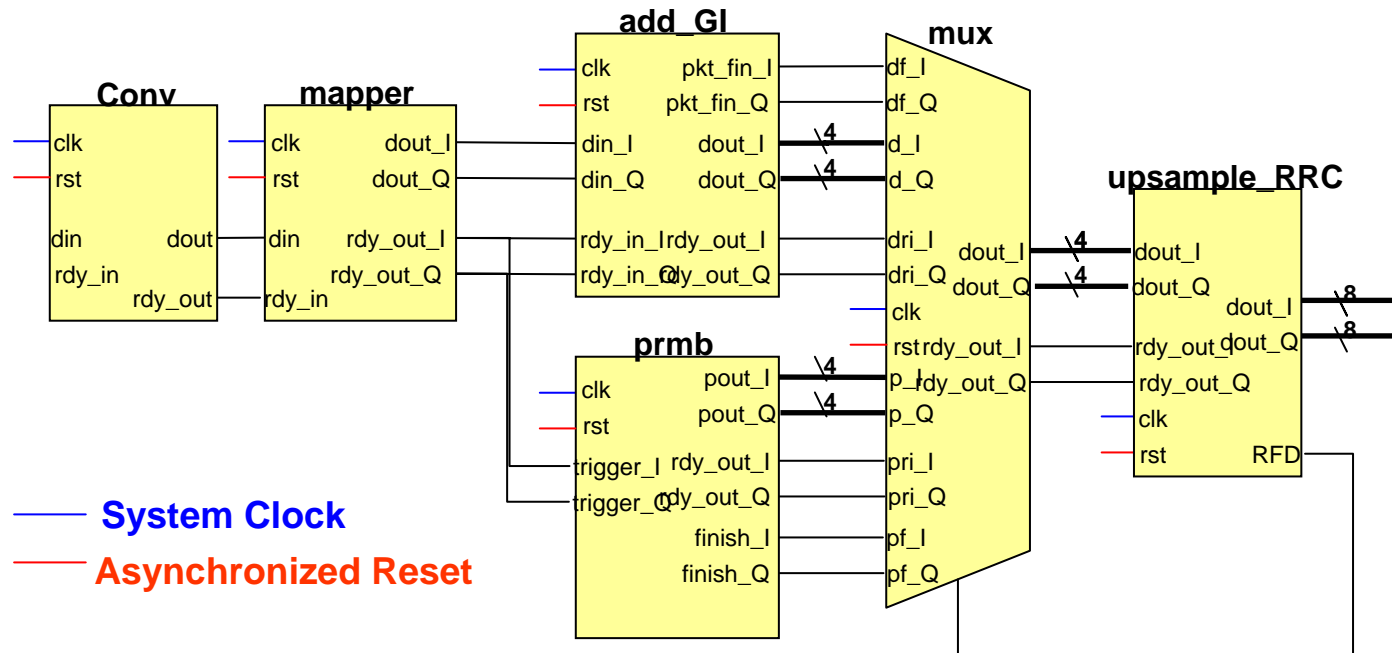 Conv
clk
rst
din
dout
rdy_in
rdy_out
mapper
clk
dout_I
rst
dout_Q
din
rdy_out_I
rdy_out_Q
rdy_in
add_GI
clk
pkt_fin_I
rst
pkt_fin_Q
din_I
dout_I
din_Q
dout_Q
rdy_in_I
rdy_out_I
rdy_in_Q
rdy_out_Q
4
4
prmb
clk
pout_I
rst
pout_Q
trigger_I
rdy_out_I
trigger_Q
rdy_out_Q
finish_I
finish_Q
4
4
mux
df_I
df_Q
d_I
d_Q
dri_I
dri_Q
dout_I
dout_Q
clk
rst
rdy_out_I
p_I
rdy_out_Q
p_Q
pri_I
pri_Q
pf_I
pf_Q
4
4
upsample_RRC
dout_I
dout_Q
dout_I
dout_Q
rdy_out_I
rdy_out_Q
clk
rst
RFD
8
8
System Clock
Asynchronized Reset